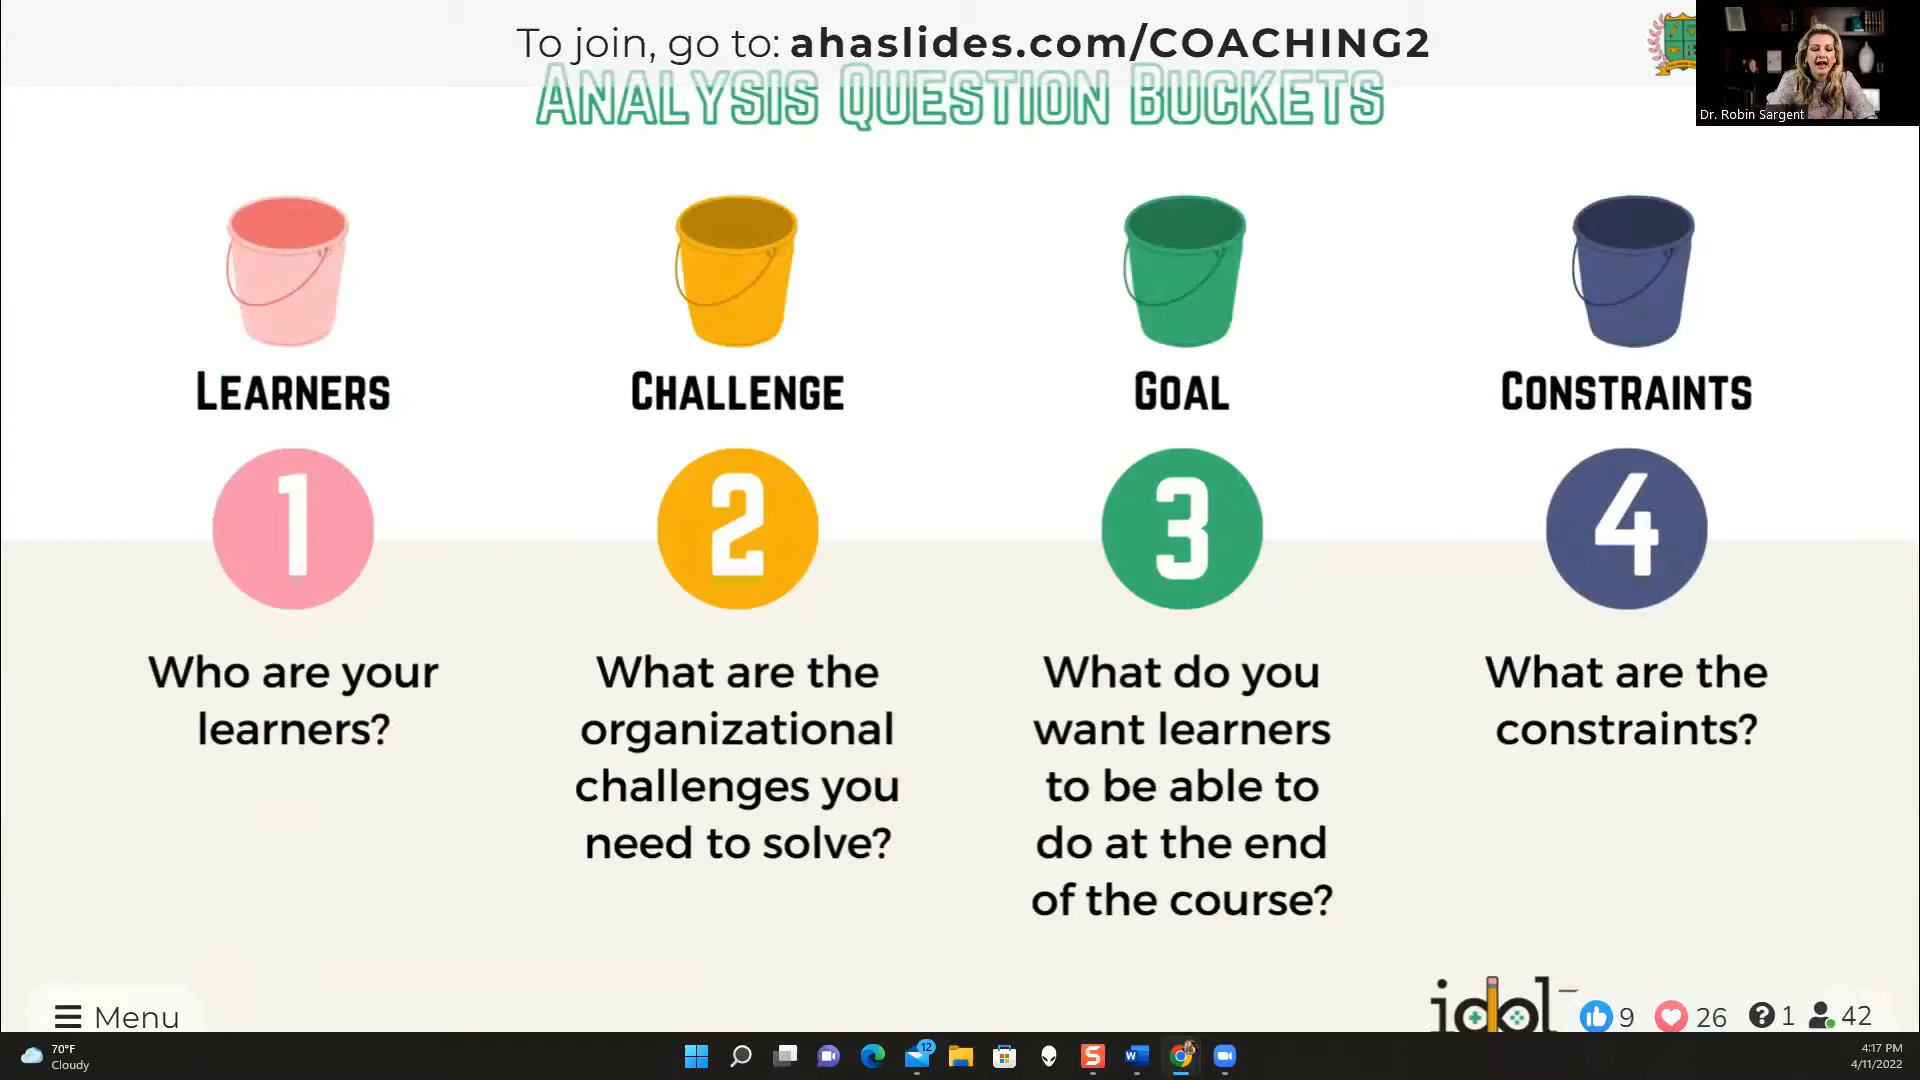 To join, go to: ahaslides.com/COACHING2
ANALYSIS QUESTION BUCKETS
Dr. Robin Sargent
LEARNERS
CHALLENGE
GOAL
CONSTRAINTS
1
2
3
4
Who are your
learners?
What are the
organizational
challenges you
need to solve?
What do you
want learners
to be able to
do at the end
of the course?
What are the
constraints?
Menu
idol
9
26
1
42
70°F
Cloudy
12
4:17 PM
4/11/2022